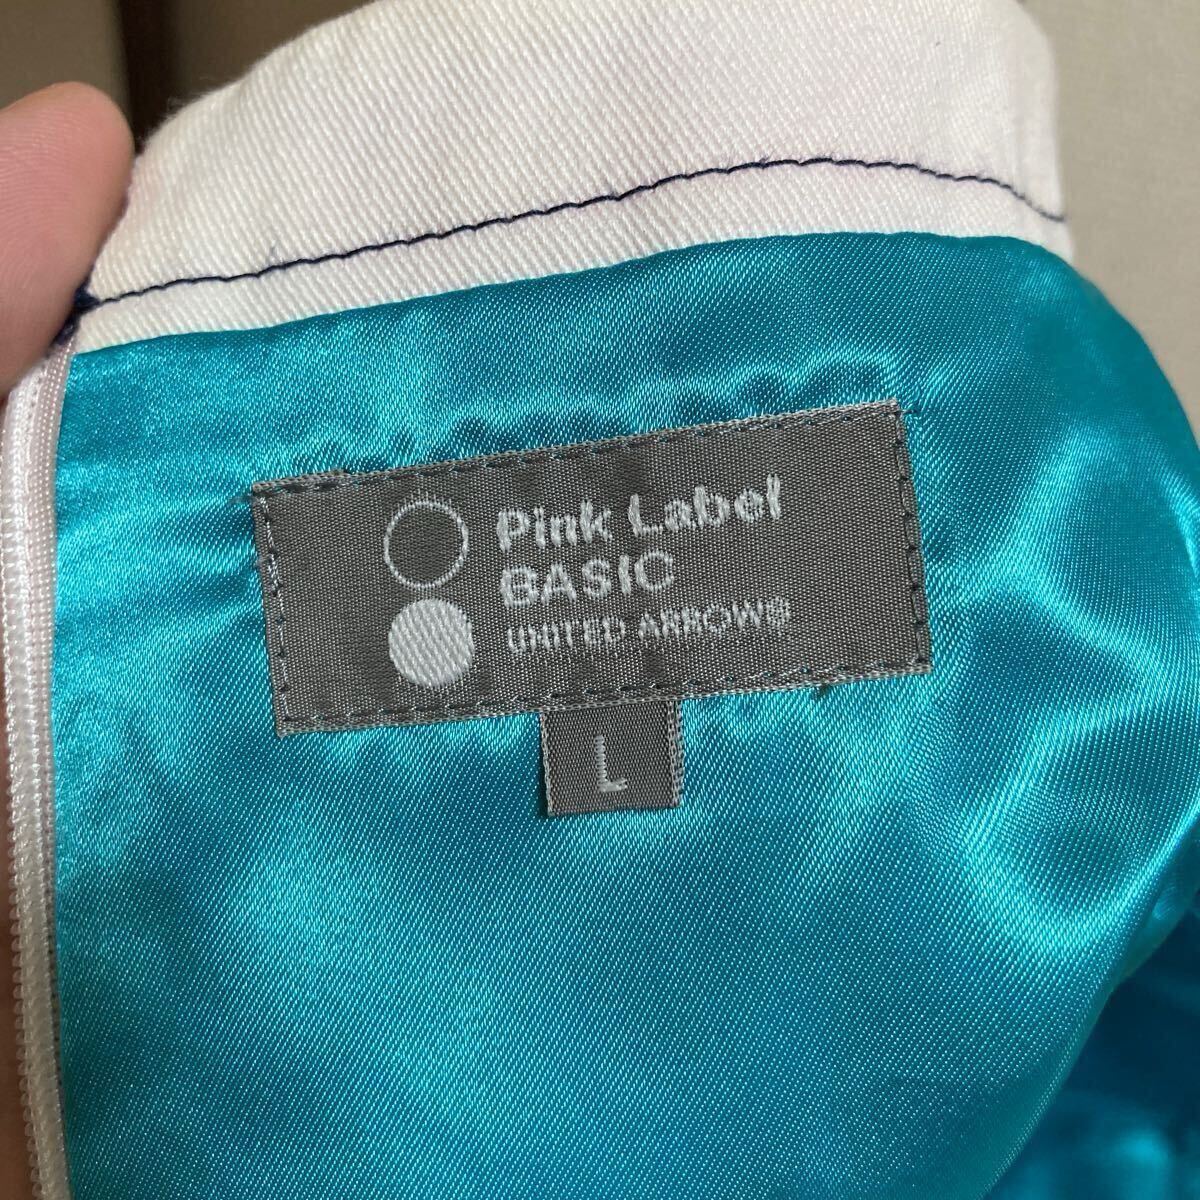 Pink Label
BASIC
UNITED ARROWS
L